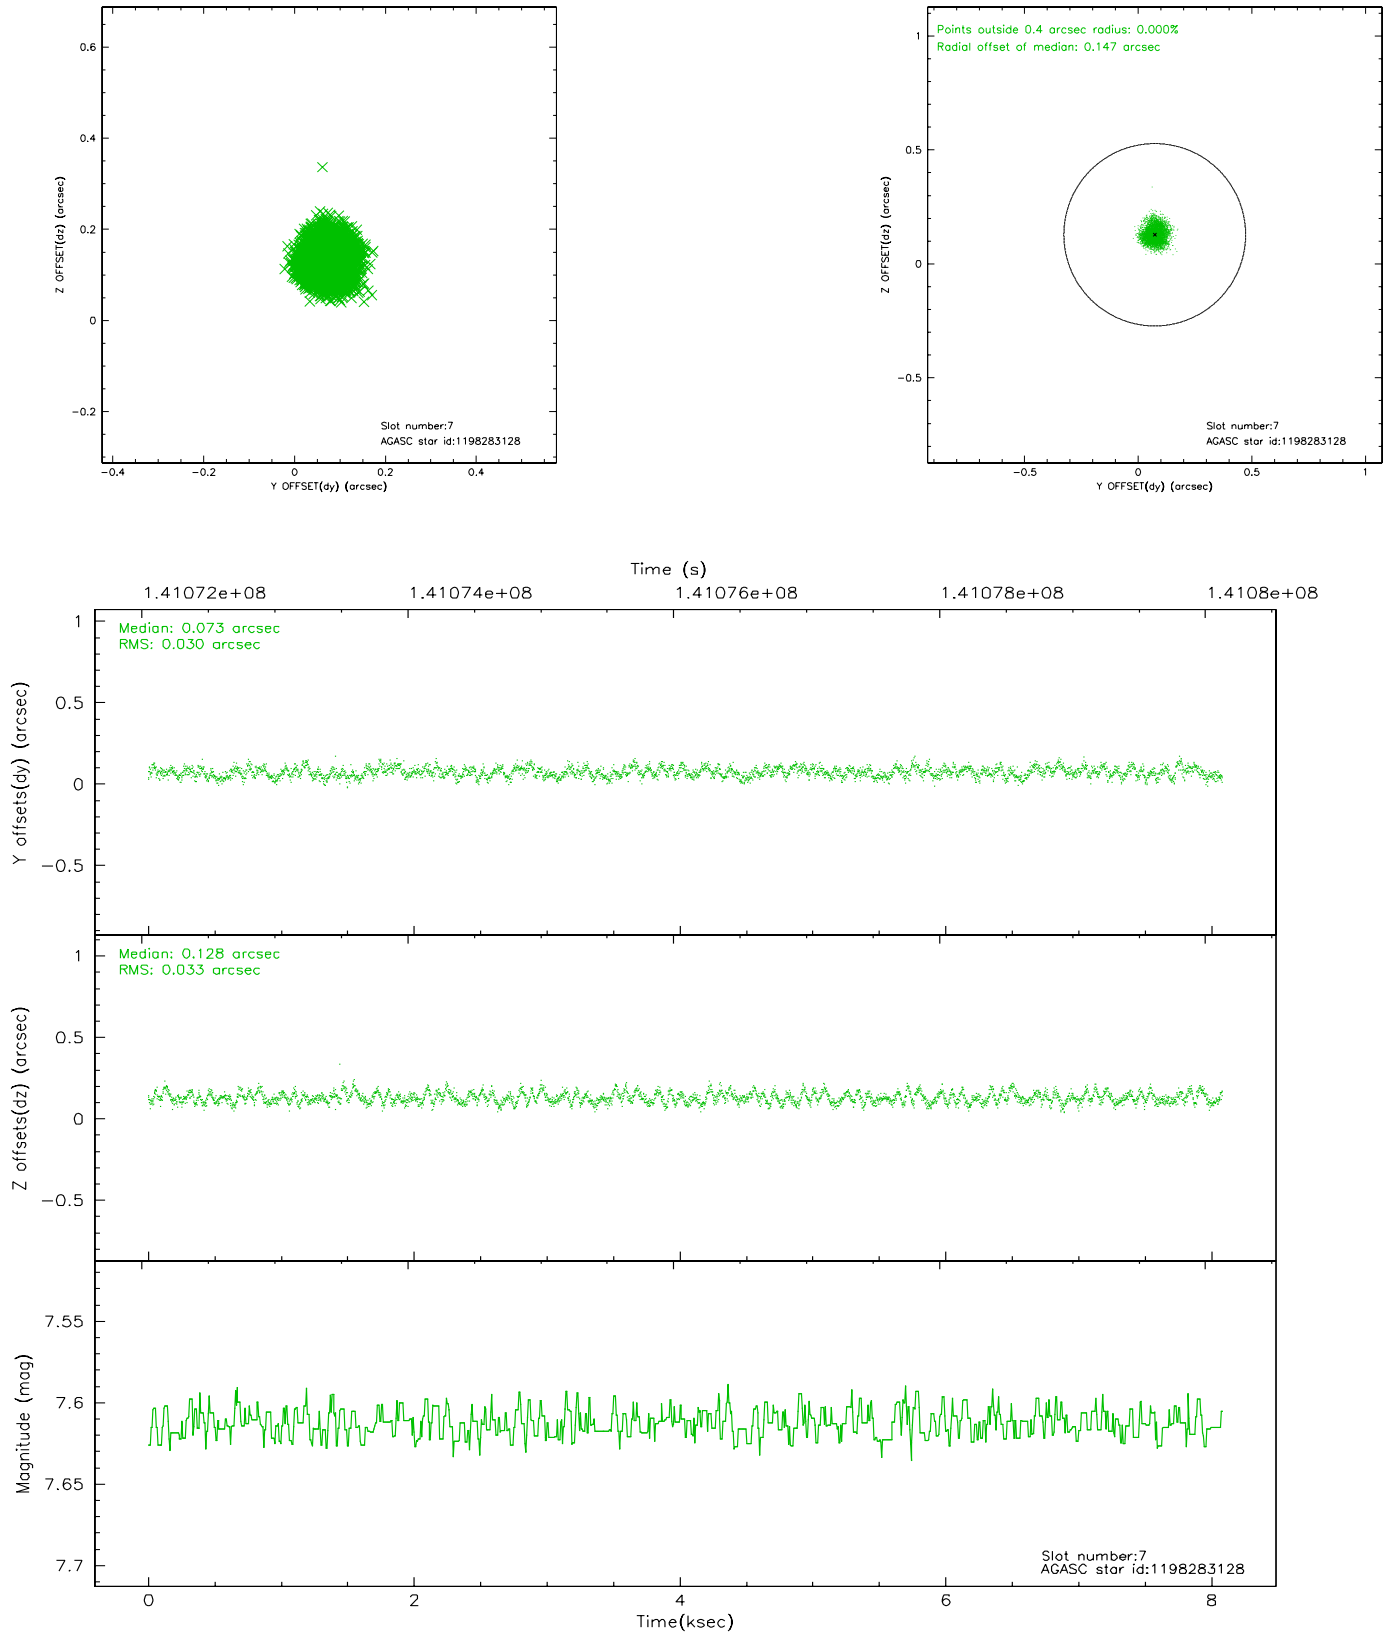 0.6
0.4
0.2
0
−0.2
Z OFFSET(dz) (arcsec)
Slot number:7
AGASC star id:1198283128
−0.4 −0.2 0 0.2 0.4
Y OFFSET(dy) (arcsec)
Points outside 0.4 arcsec radius: 0.000%
Radial offset of median: 0.147 arcsec
1
0.5
0
−0.5
Z OFFSET(dz) (arcsec)
Slot number:7
AGASC star id:1198283128
−0.5 0 0.5 1
Y OFFSET(dy) (arcsec)
Time (s)
1.41072e+08 1.41074e+08 1.41076e+08 1.41078e+08 1.4108e+08
Median: 0.073 arcsec
RMS: 0.030 arcsec
1
0.5
0
−0.5
Y offsets(dy) (arcsec)
Median: 0.128 arcsec
RMS: 0.033 arcsec
1
0.5
0
−0.5
Z offsets(dz) (arcsec)
7.55
7.6
7.65
7.7
Magnitude (mag)
Slot number:7
AGASC star id:1198283128
0 2 4 6 8
Time(ksec)